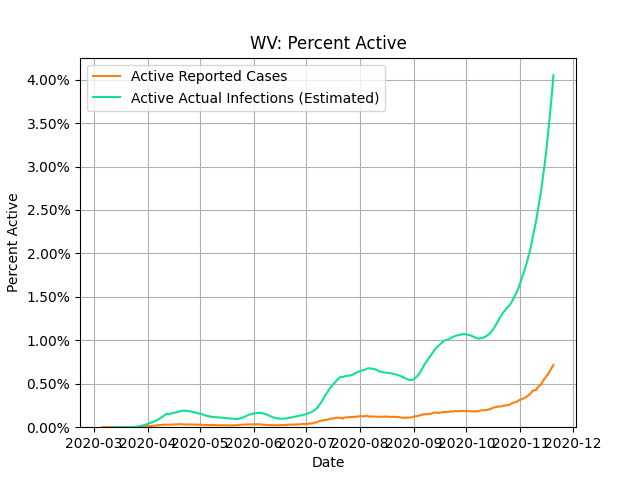 WV: Percent Active
Active Reported Cases
Active Actual Infections (Estimated)
4.00%
3.50%
3.00%
2.50%
2.00%
1.50%
1.00%
0.50%
0.00%
Percent Active
2020-03 2020-04 2020-05 2020-06 2020-07 2020-08 2020-09 2020-10 2020-11 2020-12
Date